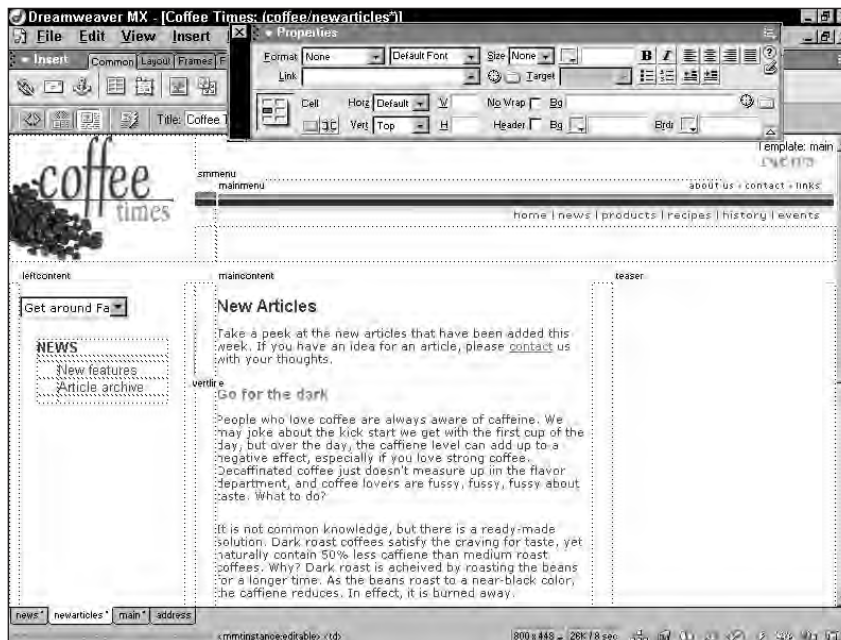 Dreamweaver MX - [Coffee Times: (coffee/newarticles*)]
File Edit View Insert
Properties
Insert Common Layout Frames
Format None Default Font Size None B I
Link Target
Cell Horz Default W No Wrap Bg
Vert Top H Header Bg Brdr
Title: Coffee T
Template: main
coffee
times
smmenu
mainmenu
about us - contact - links
home | news | products | recipes | history | events
leftcontent maincontent teaser
Get around Fa
NEWS
New features
Article archive
New Articles
Take a peek at the new articles that have been added this
week. If you have an idea for an article, please contact us
with your thoughts.
vertline
Go for the dark
People who love coffee are always aware of caffeine. We
may joke about the kick start we get with the first cup of the
day, but over the day, the caffiene level can add up to a
negative effect, especially if you love strong coffee.
Decaffinated coffee just doesn't measure up iin the flavor
department, and coffee lovers are fussy, fussy, fussy about
taste. What to do?
It is not common knowledge, but there is a ready-made
solution. Dark roast coffees satisfy the craving for taste, yet
naturally contain 50% less caffiene than medium roast
coffees. Why? Dark roast is acheived by roasting the beans
for a longer time. As the beans roast to a near-black color,
the caffiene reduces. In effect, it is burned away.
news* newarticles* main* address
<mmtinstance:editable> <td> 800 x 448 26K / 8 sec